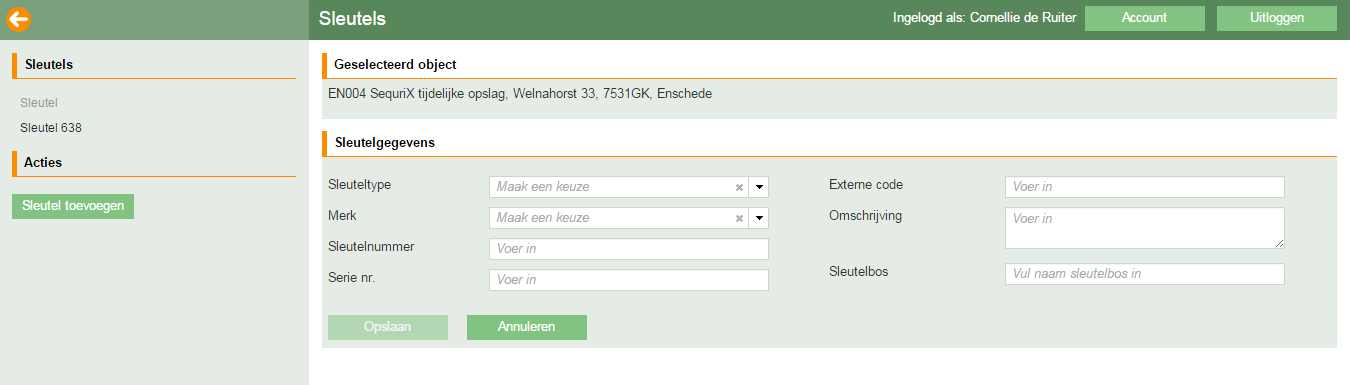 Sleutels
Ingelogd als: Cornellie de Ruiter
Account
Uitloggen
Sleutels
Sleutel
Sleutel 638
Acties
Sleutel toevoegen
Geselecteerd object
EN004 SequriX tijdelijke opslag, Welnahorst 33, 7531GK, Enschede
Sleutelgegevens
Sleuteltype
Maak een keuze
Merk
Maak een keuze
Sleutelnummer
Voer in
Serie nr.
Voer in
Externe code
Voer in
Omschrijving
Voer in
Sleutelbos
Vul naam sleutelbos in
Opslaan
Annuleren